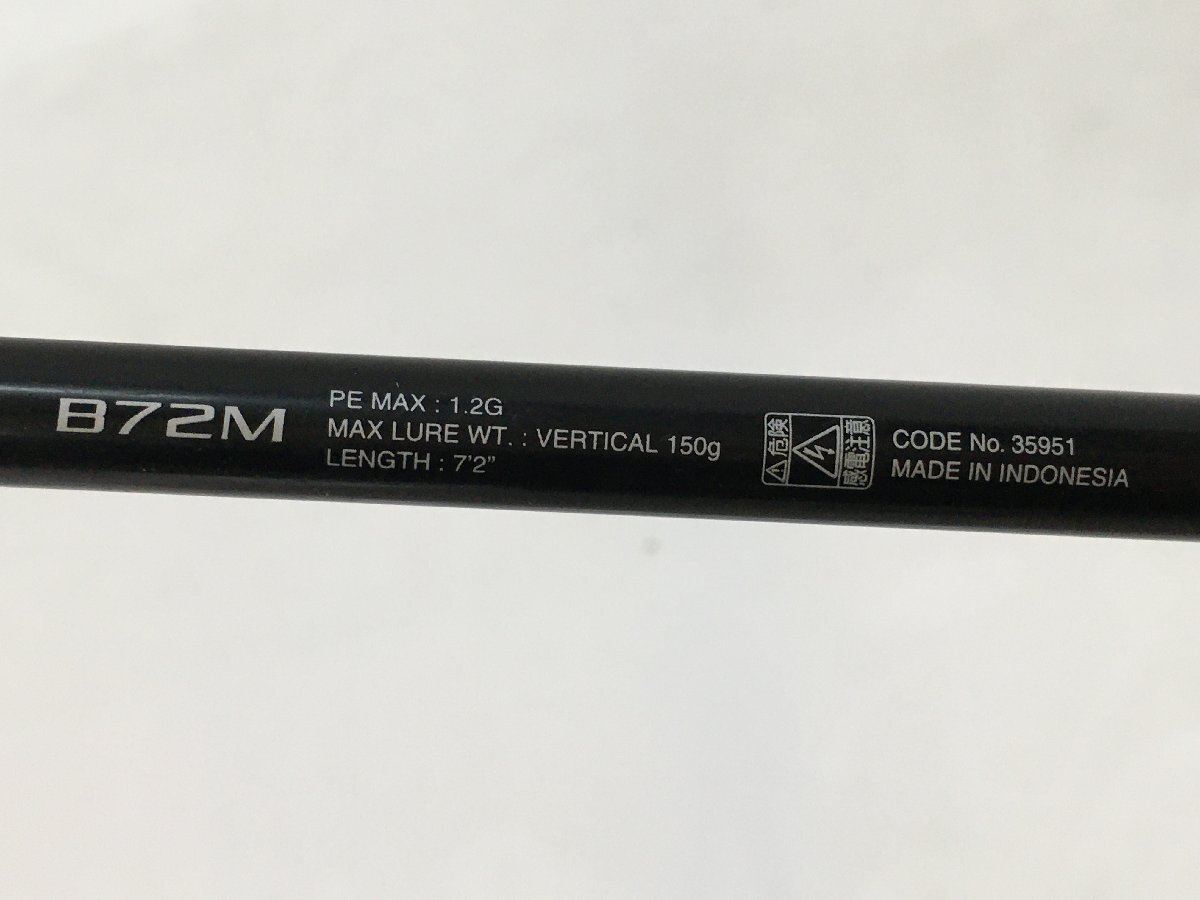 B72M
PE MAX : 1.2G
MAX LURE WT. : VERTICAL 150g
LENGTH : 7'2"
危険
感電注意
CODE No. 35951
MADE IN INDONESIA